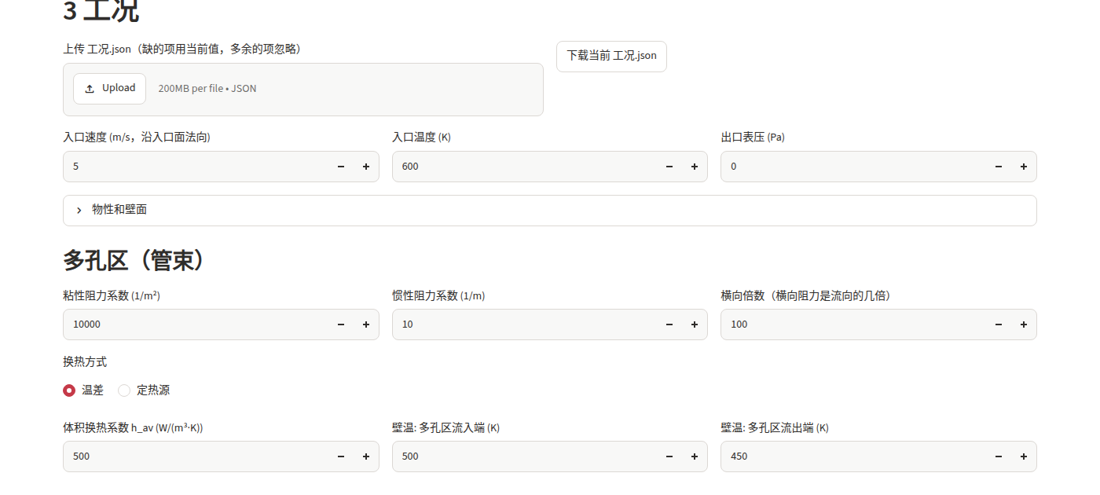 3 工况
上传 工况.json（缺的项用当前值，多余的项忽略）
下载当前 工况.json
Upload
200MB per file • JSON
入口速度 (m/s，沿入口面法向)
入口温度 (K)
出口表压 (Pa)
5
600
0
物性和壁面
多孔区（管束）
粘性阻力系数 (1/m²)
惯性阻力系数 (1/m)
横向倍数（横向阻力是流向的几倍）
10000
10
100
换热方式
温差
定热源
体积换热系数 h_av (W/(m³·K))
壁温: 多孔区流入端 (K)
壁温: 多孔区流出端 (K)
500
500
450